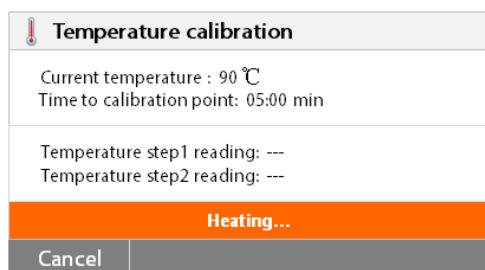 Temperature calibration
Current temperature : 90 ℃
Time to calibration point: 05:00 min
Temperature step1 reading: ---
Temperature step2 reading: ---
Heating...
Cancel